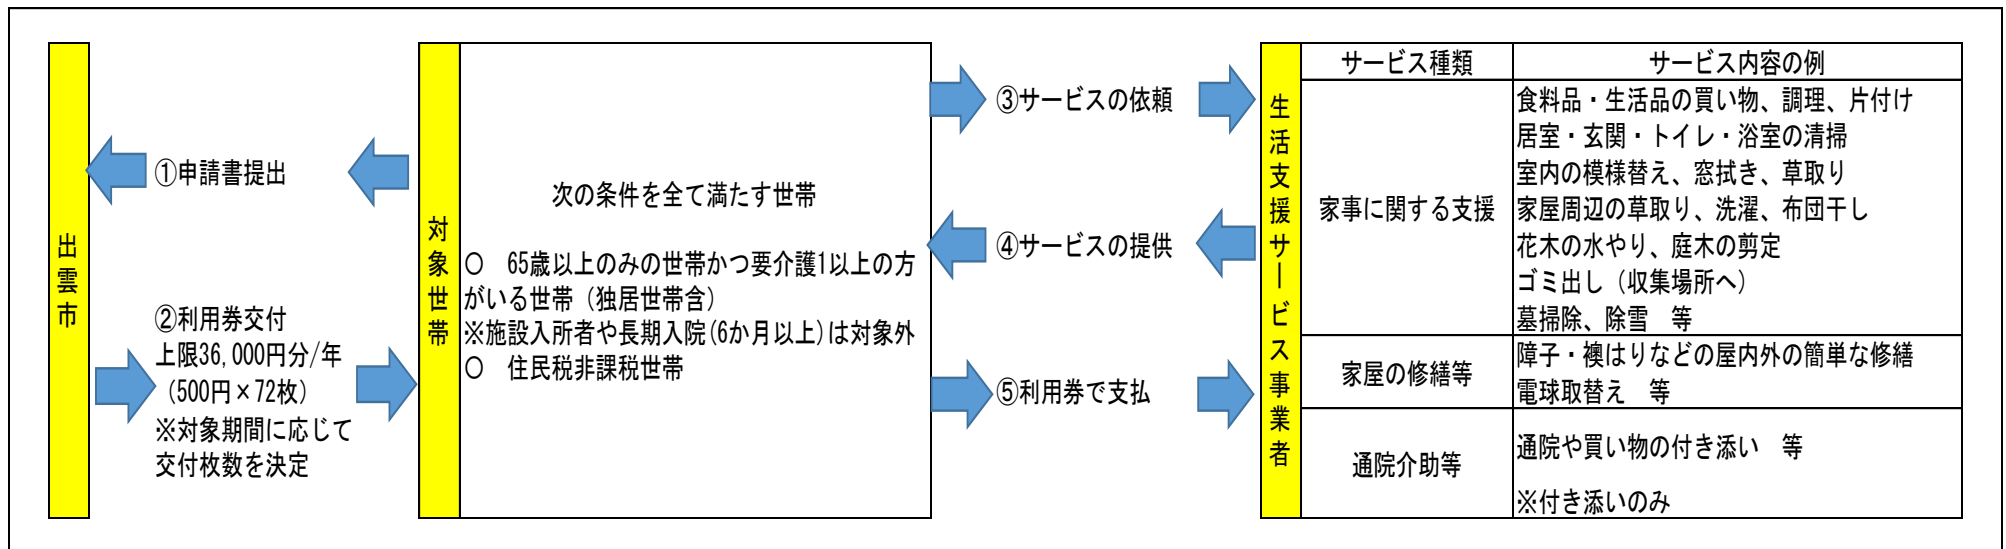 出雲市
①申請書提出
②利用券交付
上限36,000円分/年
(500円×72枚)
※対象期間に応じて
交付枚数を決定
対象世帯
次の条件を全て満たす世帯
○　65歳以上のみの世帯かつ要介護1以上の方
がいる世帯（独居世帯含）
※施設入所者や長期入院(6か月以上)は対象外
○　住民税非課税世帯
③サービスの依頼
④サービスの提供
⑤利用券で支払
生活支援サービス事業者
サービス種類
サービス内容の例
家事に関する支援
食料品・生活品の買い物、調理、片付け
居室・玄関・トイレ・浴室の清掃
室内の模様替え、窓拭き、草取り
家屋周辺の草取り、洗濯、布団干し
花木の水やり、庭木の剪定
ゴミ出し（収集場所へ）
墓掃除、除雪　等
家屋の修繕等
障子・襖はりなどの屋内外の簡単な修繕
電球取替え　等
通院介助等
通院や買い物の付き添い　等
※付き添いのみ